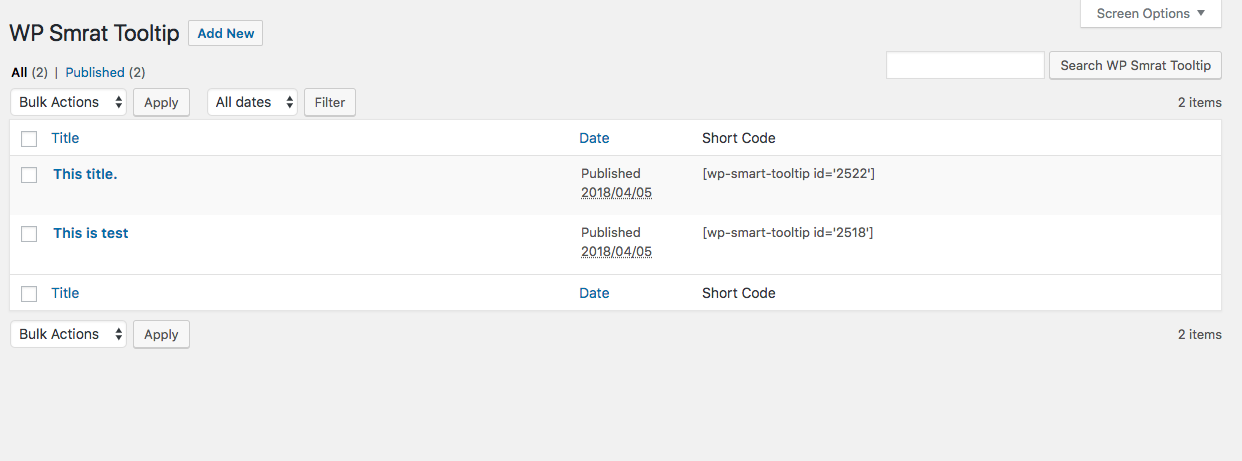 Screen Options ▼
WP Smrat Tooltip Add New
All (2) | Published (2)
Search WP Smrat Tooltip
Bulk Actions Apply All dates Filter 2 items
Title Date Short Code
This title. Published [wp-smart-tooltip id='2522']
2018/04/05
This is test Published [wp-smart-tooltip id='2518']
2018/04/05
Title Date Short Code
Bulk Actions Apply 2 items